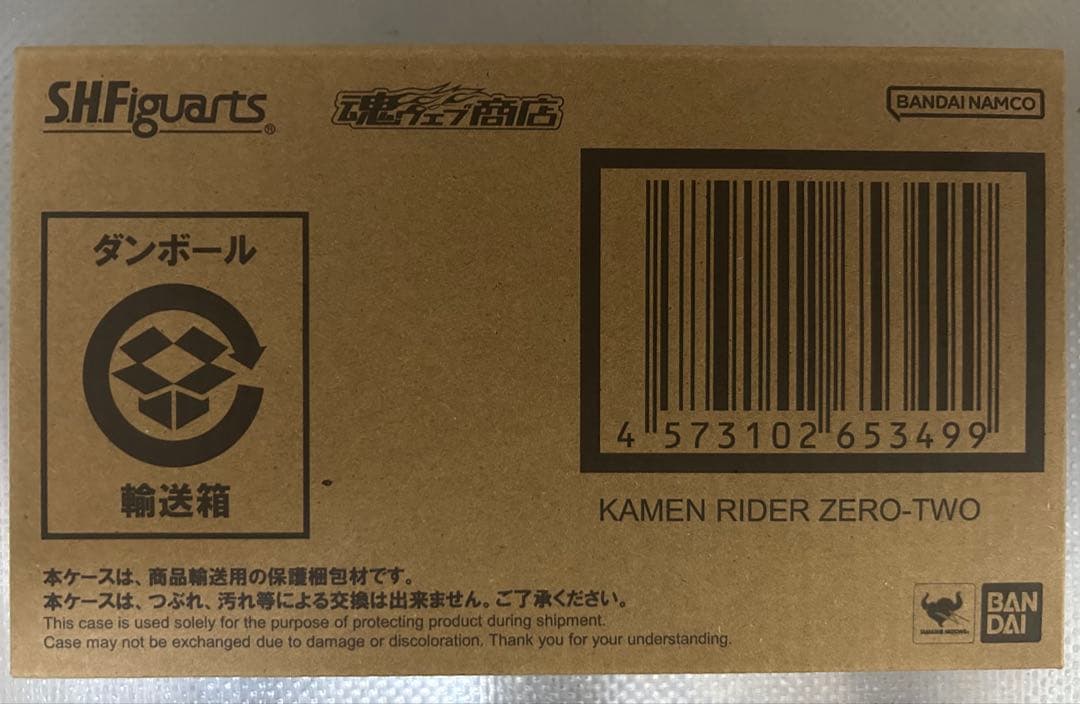 S.H.Figuarts®
魂ウェブ商店
BANDAI NAMCO
ダンボール
輸送箱
4 573102 653499
KAMEN RIDER ZERO-TWO
本ケースは、商品輸送用の保護梱包材です。
本ケースは、つぶれ、汚れ等による交換は出来ません。ご了承ください。
This case is used solely for the purpose of protecting product during shipment.
Case may not be exchanged due to damage or discoloration. Thank you for your understanding.
TAMASHII NATIONS
BAN
DAI